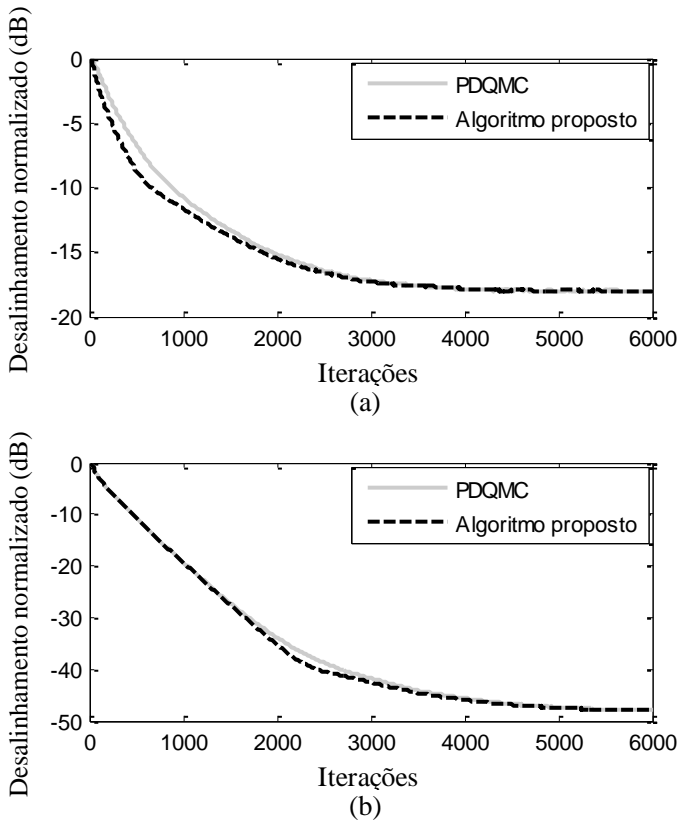 Desalinhamento normalizado (dB)
0
-5
-10
-15
-20
PDQMC
Algoritmo proposto
0 1000 2000 3000 4000 5000 6000
Iterações
(a)
Desalinhamento normalizado (dB)
0
-10
-20
-30
-40
-50
PDQMC
Algoritmo proposto
0 1000 2000 3000 4000 5000 6000
Iterações
(b)